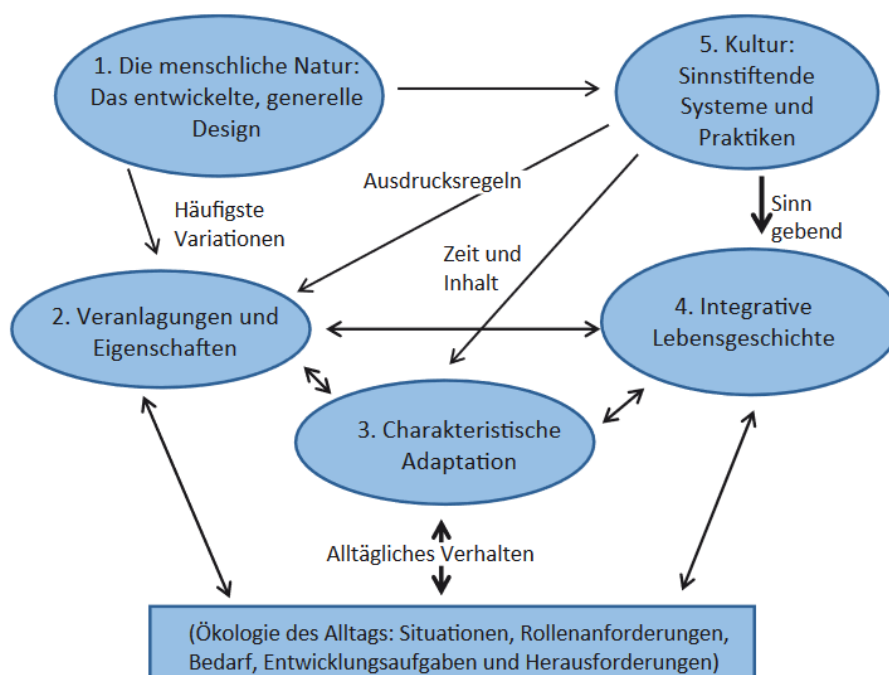 1. Die menschliche Natur:
Das entwickelte, generelle
Design
5. Kultur:
Sinnstiftende
Systeme und
Praktiken
Ausdrucksregeln
Häufigste
Variationen
Sinn
gebend
Zeit und
Inhalt
2. Veranlagungen und
Eigenschaften
4. Integrative
Lebensgeschichte
3. Charakteristische
Adaptation
Alltägliches Verhalten
(Ökologie des Alltags: Situationen, Rollenanforderungen,
Bedarf, Entwicklungsaufgaben und Herausforderungen)